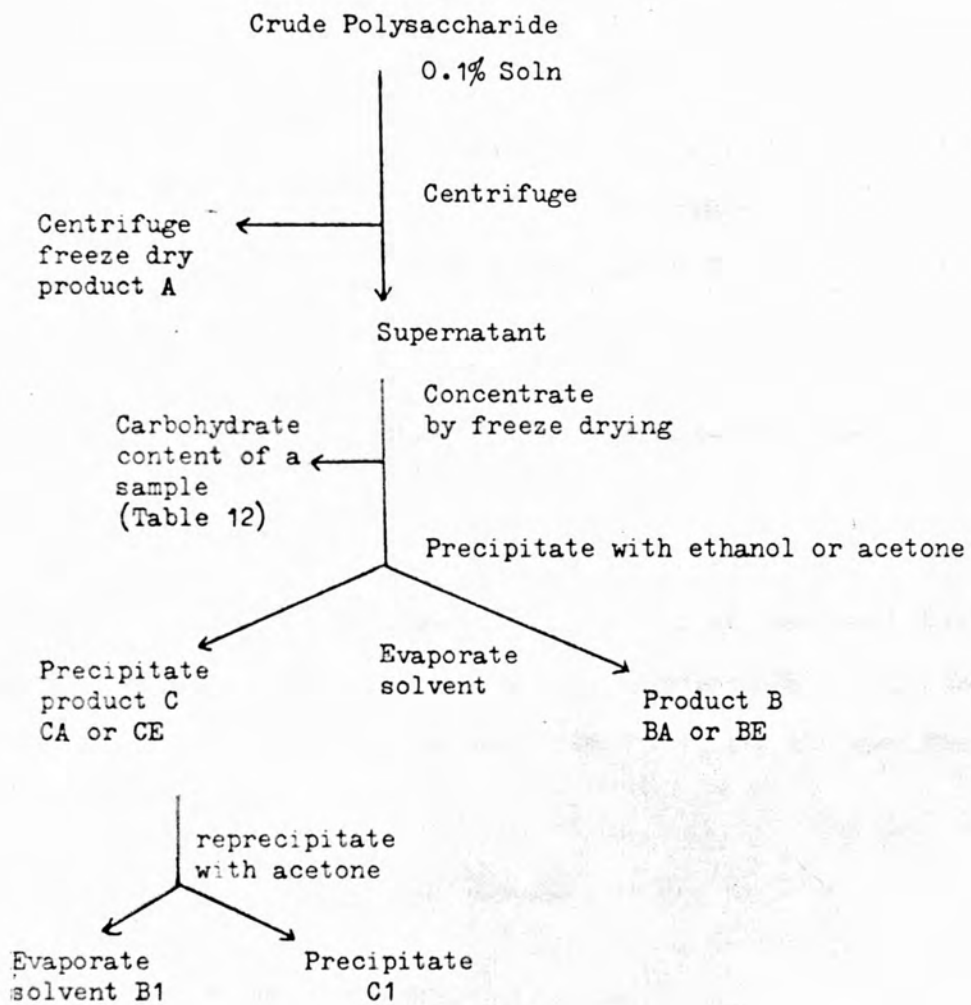 Crude Polysaccharide
0.1% Soln
Centrifuge
Centrifuge
freeze dry
product A
Supernatant
Concentrate
by freeze drying
Carbohydrate
content of a
sample
(Table 12)
Precipitate with ethanol or acetone
Precipitate
product C
CA or CE
Evaporate
solvent
Product B
BA or BE
reprecipitate
with acetone
Evaporate
solvent B1
Precipitate
C1